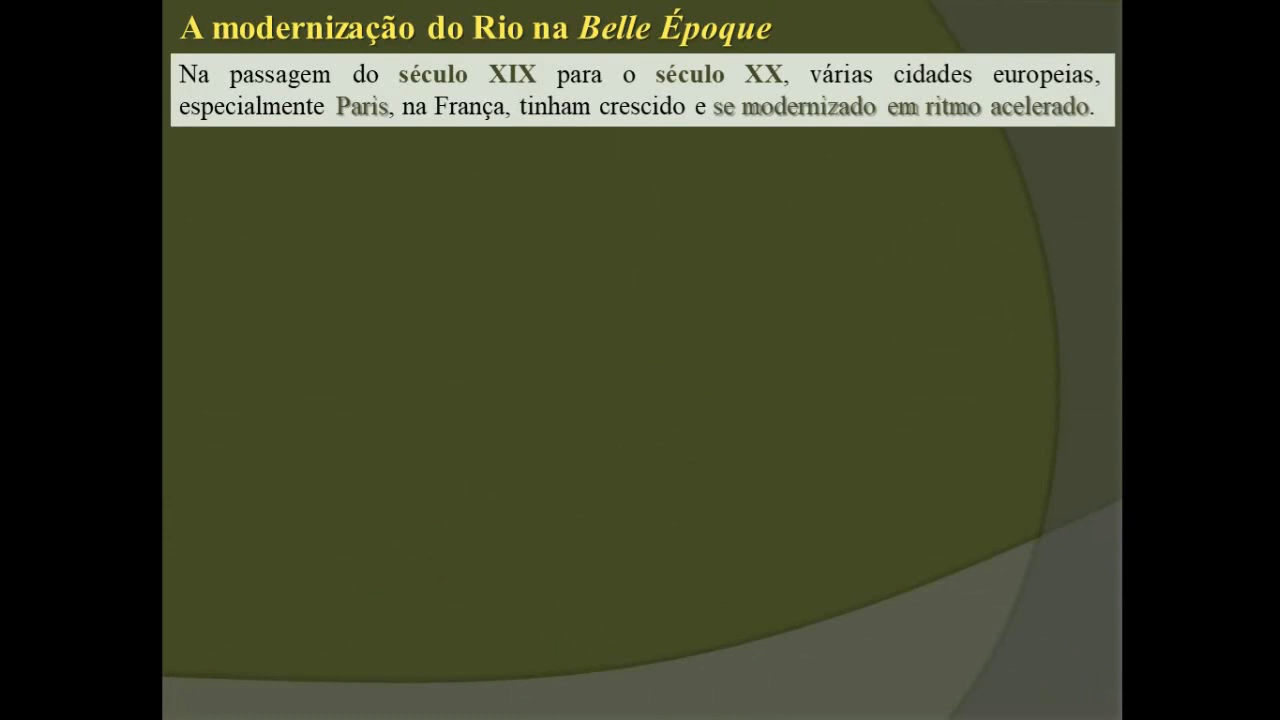 A modernização do Rio na Belle Époque
Na passagem do século XIX para o século XX, várias cidades europeias,
especialmente Paris, na França, tinham crescido e se modernizado em ritmo acelerado.